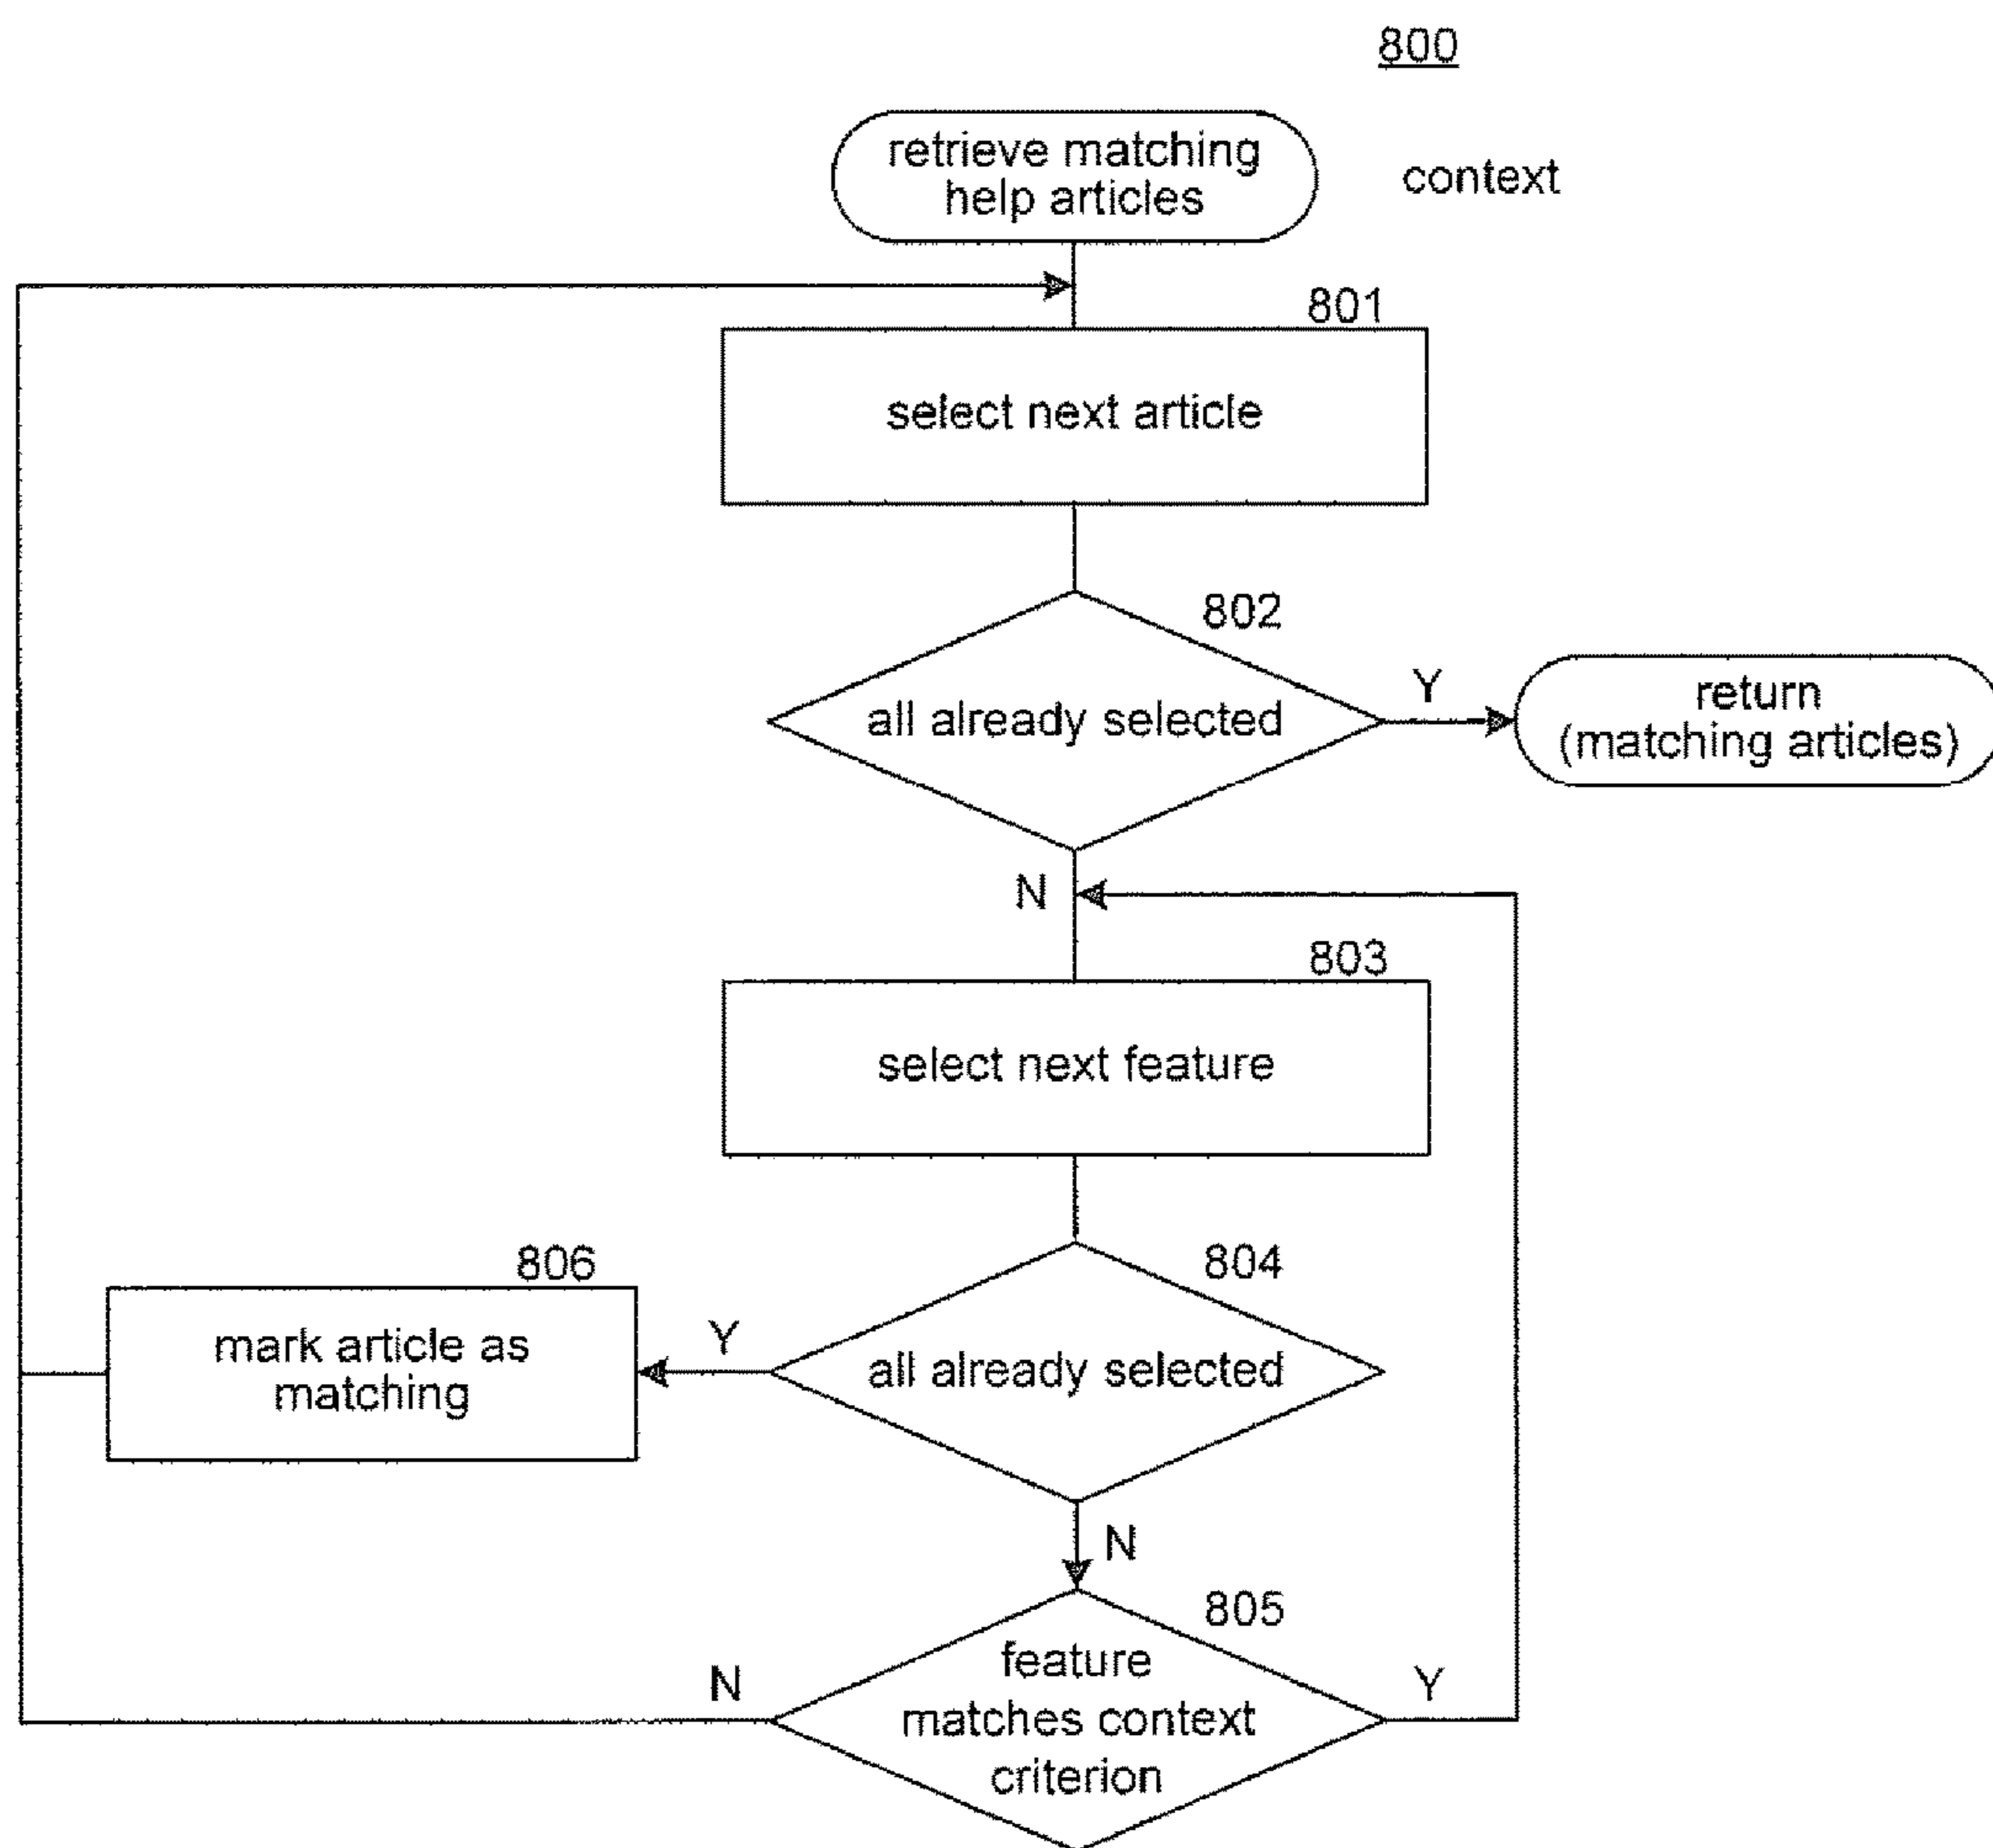 800
retrieve matching
help articles
context
801
select next article
802
all already selected
Y
return
(matching articles)
N
803
select next feature
806
804
mark article as
matching
Y
all already selected
N
805
N
feature
matches context
criterion
Y